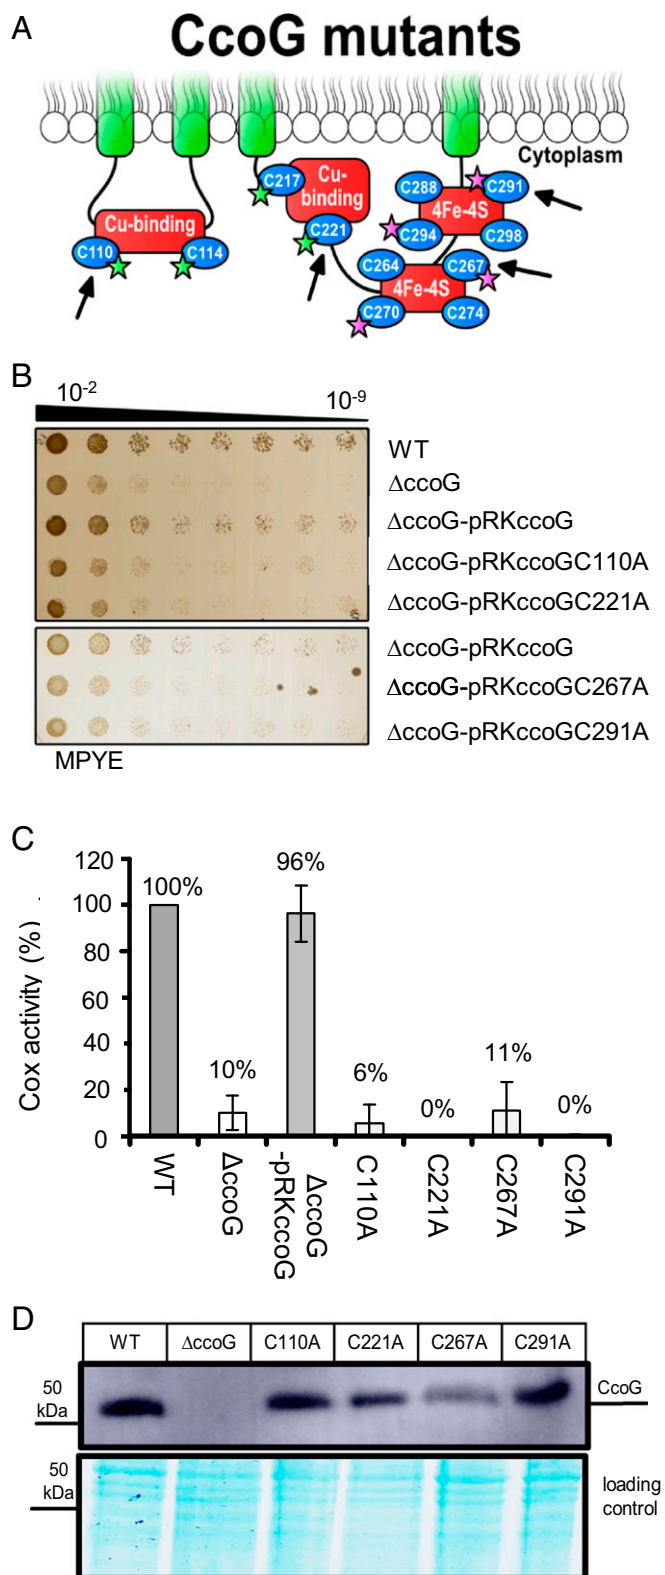 A
CcoG mutants
Cytoplasm
C217
Cu-
binding
C221
Cu-binding
C110
C114
C288
C291
4Fe-4S
C294
C298
C264
C267
4Fe-4S
C270
C274
B
10-2
10-9
WT
ΔccoG
ΔccoG-pRKccoG
ΔccoG-pRKccoGC110A
ΔccoG-pRKccoGC221A
ΔccoG-pRKccoG
ΔccoG-pRKccoGC267A
ΔccoG-pRKccoGC291A
MPYE
C
Cox activity (%)
120
100
80
60
40
20
0
100%
10%
96%
6%
0%
11%
0%
WT
ΔccoG
ΔccoG
-pRKccoG
C110A
C221A
C267A
C291A
D
WT ΔccoG C110A C221A C267A C291A
50
kDa
CcoG
50
kDa
loading
control